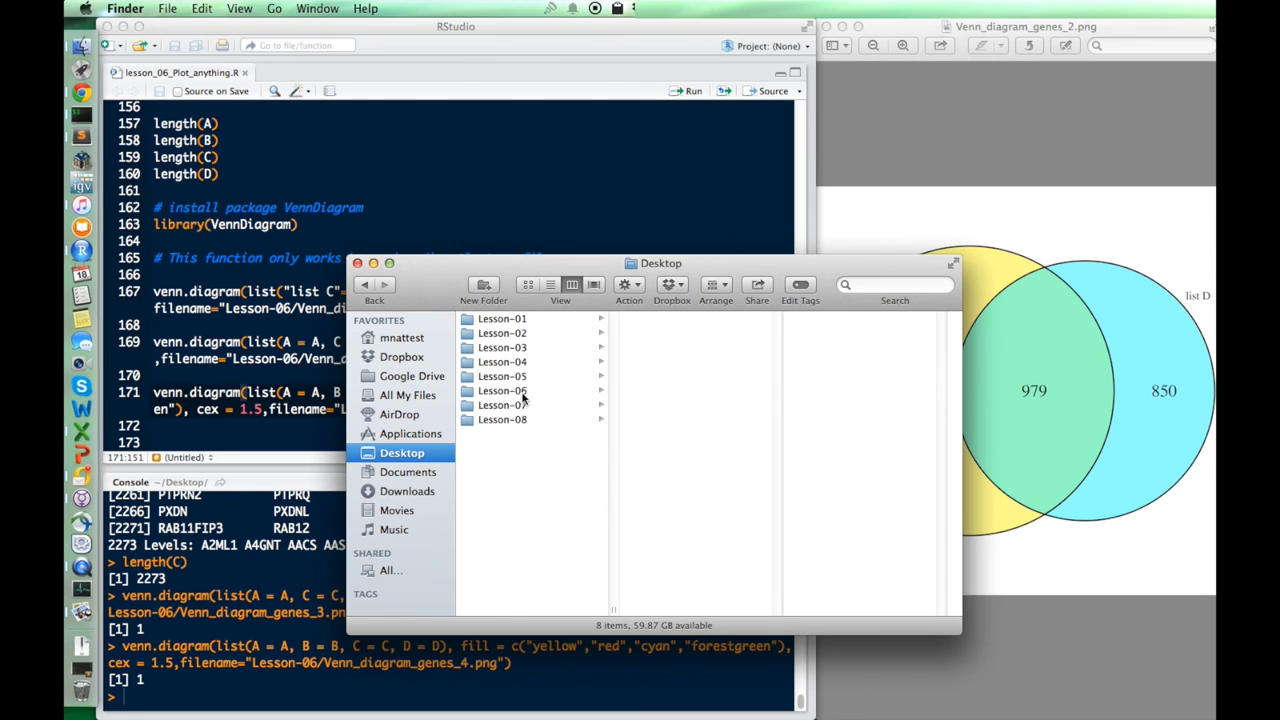 Finder File Edit View Go Window Help
RStudio
Venn_diagram_genes_2.png
Go to file/function
Project: (None)
lesson_06_Plot_anything.R
Source on Save
Run
Source
156
157 length(A)
158 length(B)
159 length(C)
160 length(D)
161
162 # install package VennDiagram
163 library(VennDiagram)
164
165 # This function only works
166
167 venn.diagram(list("list C"=
filename="Lesson-06/Venn_di
168
169 venn.diagram(list(A = A, C
,filename="Lesson-06/Venn_d
170
171 venn.diagram(list(A = A, B
en"), cex = 1.5,filename="L
172
173
171:151 (Untitled)
Console ~/Desktop/
[2261] PTPRN2 PTPRQ
[2266] PXDN PXDNL
[2271] RAB11FIP3 RAB12
2273 Levels: A2ML1 A4GNT AACS AAS
> length(C)
[1] 2273
> venn.diagram(list(A = A, C = C,
Lesson-06/Venn_diagram_genes_3.pn
[1] 1
> venn.diagram(list(A = A, B = B, C = C, D = D), fill = c("yellow","red","cyan","forestgreen"),
cex = 1.5,filename="Lesson-06/Venn_diagram_genes_4.png")
[1] 1
>
Desktop
Back
New Folder
View
Action
Dropbox
Arrange
Share
Edit Tags
Search
FAVORITES
mnattest
Dropbox
Google Drive
All My Files
AirDrop
Applications
Desktop
Documents
Downloads
Movies
Music
SHARED
All...
TAGS
Lesson-01
Lesson-02
Lesson-03
Lesson-04
Lesson-05
Lesson-06
Lesson-07
Lesson-08
8 items, 59.87 GB available
list D
979
850
igv
18